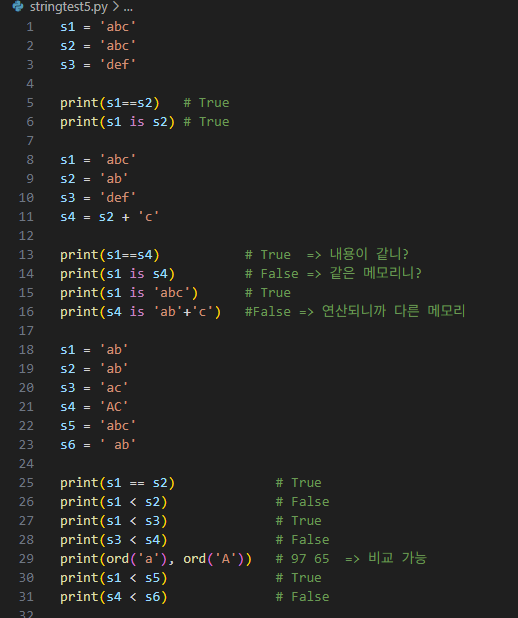 stringtest5.py > ...
1 s1 = 'abc'
2 s2 = 'abc'
3 s3 = 'def'
4
5 print(s1==s2)   # True
6 print(s1 is s2) # True
7
8 s1 = 'abc'
9 s2 = 'ab'
10 s3 = 'def'
11 s4 = s2 + 'c'
12
13 print(s1==s4)           # True  => 내용이 같니?
14 print(s1 is s4)         # False => 같은 메모리니?
15 print(s1 is 'abc')      # True
16 print(s4 is 'ab'+'c')   #False => 연산되니까 다른 메모리
17
18 s1 = 'ab'
19 s2 = 'ab'
20 s3 = 'ac'
21 s4 = 'AC'
22 s5 = 'abc'
23 s6 = ' ab'
24
25 print(s1 == s2)             # True
26 print(s1 < s2)              # False
27 print(s1 < s3)              # True
28 print(s3 < s4)              # False
29 print(ord('a'), ord('A'))   # 97 65  => 비교 가능
30 print(s1 < s5)              # True
31 print(s4 < s6)              # False
32